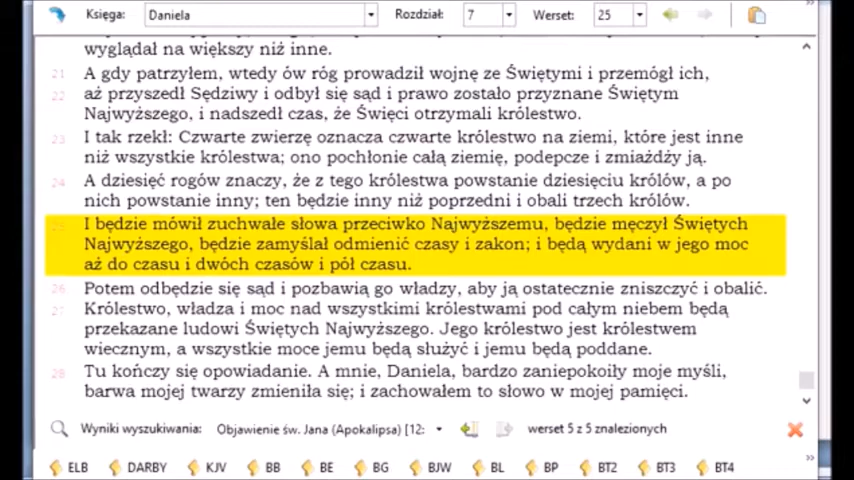 Księga: Daniela Rozdział: 7 Werset: 25
wyglądał na większy niż inne.
21 A gdy patrzyłem, wtedy ów róg prowadził wojnę ze Świętymi i przemógł ich,
22 aż przyszedł Sędziwy i odbył się sąd i prawo zostało przyznane Świętym
Najwyższego, i nadszedł czas, że Święci otrzymali królestwo.
23 I tak rzekł: Czwarte zwierzę oznacza czwarte królestwo na ziemi, które jest inne
niż wszystkie królestwa; ono pochłonie całą ziemię, podepcze i zmiażdży ją.
24 A dziesięć rogów znaczy, że z tego królestwa powstanie dziesięciu królów, a po
nich powstanie inny; ten będzie inny niż poprzedni i obali trzech królów.
25 I będzie mówił zuchwałe słowa przeciwko Najwyższemu, będzie męczył Świętych
Najwyższego, będzie zamyślał odmienić czasy i zakon; i będą wydani w jego moc
aż do czasu i dwóch czasów i pół czasu.
26 Potem odbędzie się sąd i pozbawią go władzy, aby ją ostatecznie zniszczyć i obalić.
27 Królestwo, władza i moc nad wszystkimi królestwami pod całym niebem będą
przekazane ludowi Świętych Najwyższego. Jego królestwo jest królestwem
wiecznym, a wszystkie moce jemu będą służyć i jemu będą poddane.
28 Tu kończy się opowiadanie. A mnie, Daniela, bardzo zaniepokoiły moje myśli,
barwa mojej twarzy zmieniła się; i zachowałem to słowo w mojej pamięci.
Wyniki wyszukiwania: Objawienie św. Jana (Apokalipsa) [12: werset 5 z 5 znalezionych
ELB DARBY KJV BB BE BG BJW BL BP BT2 BT3 BT4